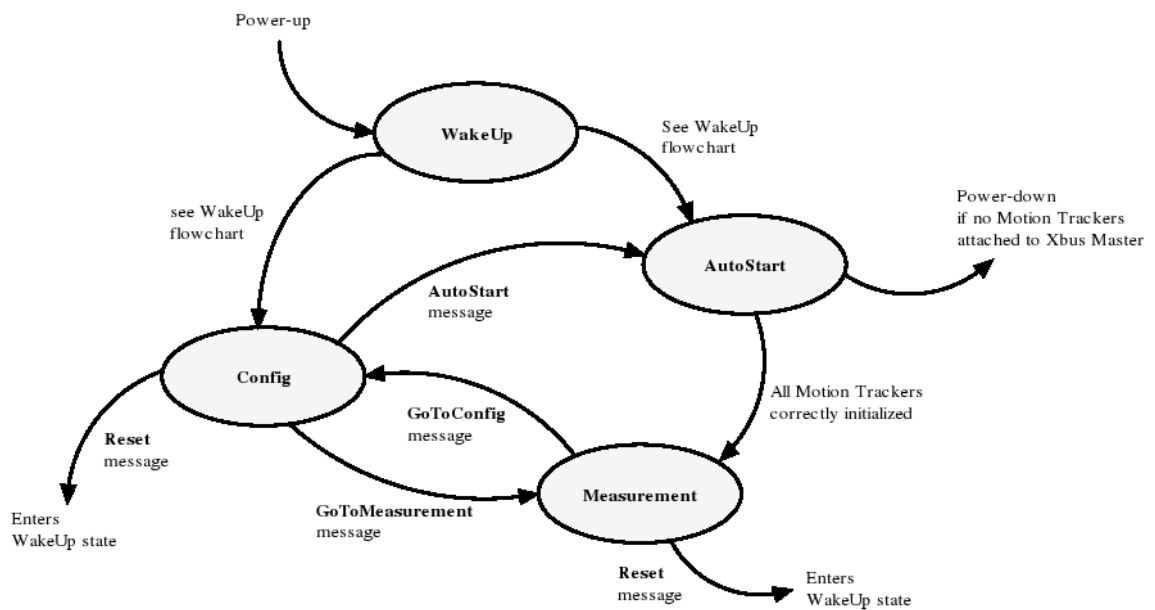 Power-up
WakeUp
See WakeUp
flowchart
see WakeUp
flowchart
Power-down
if no Motion Trackers
attached to Xbus Master
AutoStart
AutoStart
message
Config
All Motion Trackers
correctly initialized
GoToConfig
message
Reset
message
Measurement
GoToMeasurement
message
Enters
WakeUp state
Reset
message
Enters
WakeUp state